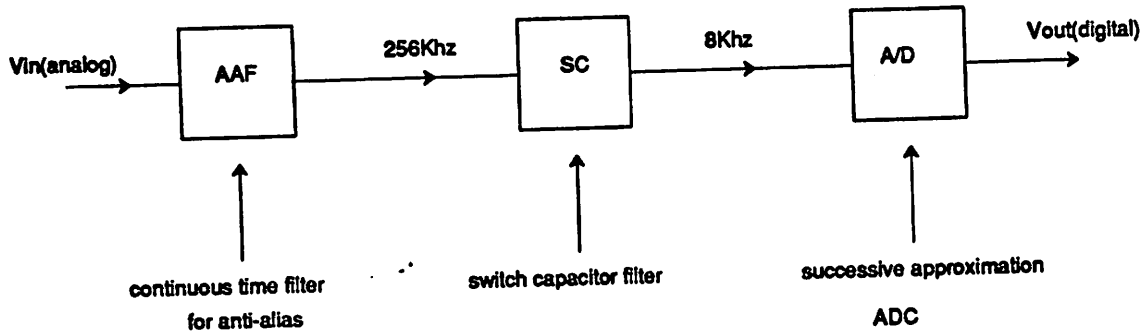 Vin(analog)
AAF
256Khz
SC
8Khz
A/D
Vout(digital)
continuous time filter
for anti-alias
switch capacitor filter
successive approximation
ADC